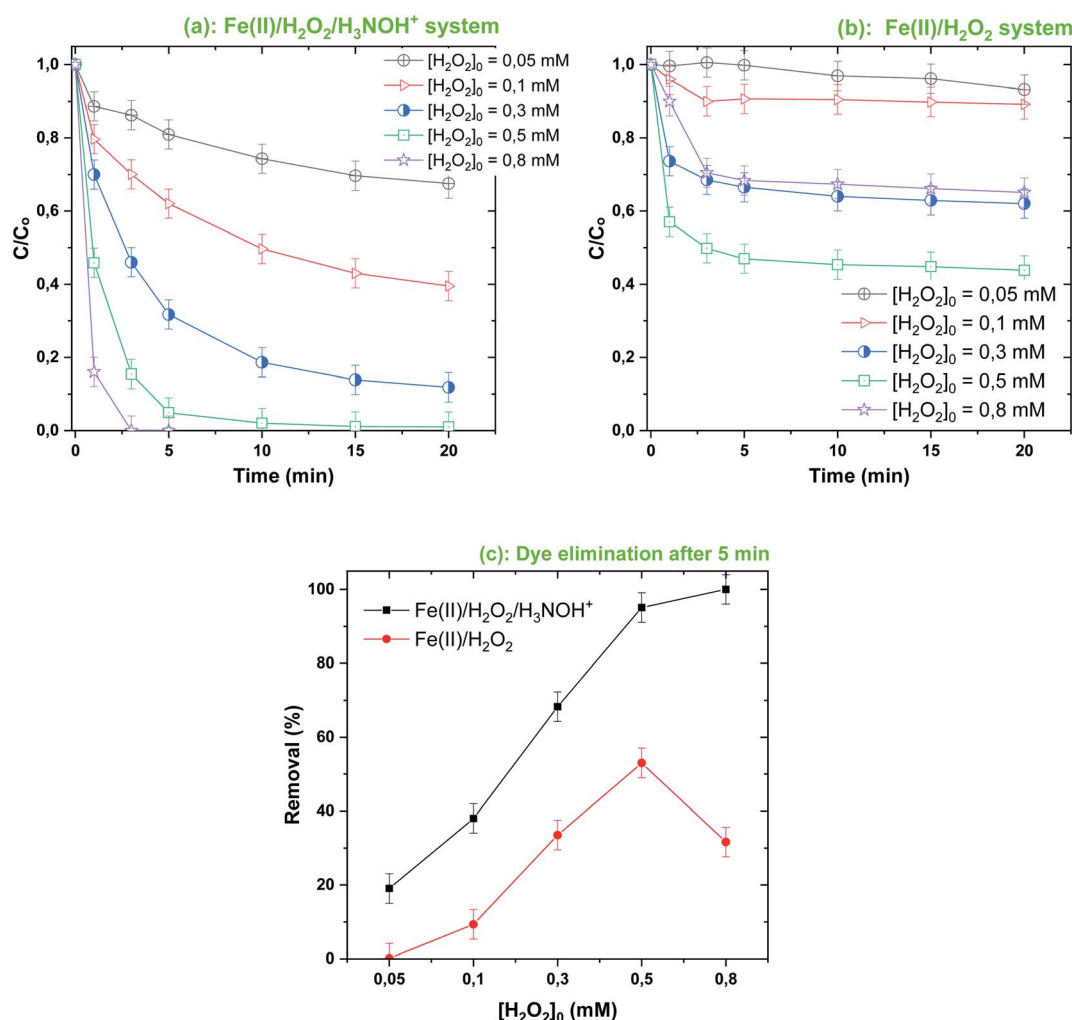 (a): Fe(II)/H₂O₂/H₃NOH⁺ system
[H₂O₂]₀ = 0,05 mM
[H₂O₂]₀ = 0,1 mM
[H₂O₂]₀ = 0,3 mM
[H₂O₂]₀ = 0,5 mM
[H₂O₂]₀ = 0,8 mM
1,0
0,8
0,6
0,4
0,2
0,0
C/Cₒ
0 5 10 15 20
Time (min)
(b): Fe(II)/H₂O₂ system
1,0
0,8
0,6
0,4
0,2
0,0
C/Cₒ
[H₂O₂]₀ = 0,05 mM
[H₂O₂]₀ = 0,1 mM
[H₂O₂]₀ = 0,3 mM
[H₂O₂]₀ = 0,5 mM
[H₂O₂]₀ = 0,8 mM
0 5 10 15 20
Time (min)
(c): Dye elimination after 5 min
Fe(II)/H₂O₂/H₃NOH⁺
Fe(II)/H₂O₂
100
80
60
40
20
0
Removal (%)
0,05 0,1 0,3 0,5 0,8
[H₂O₂]₀ (mM)